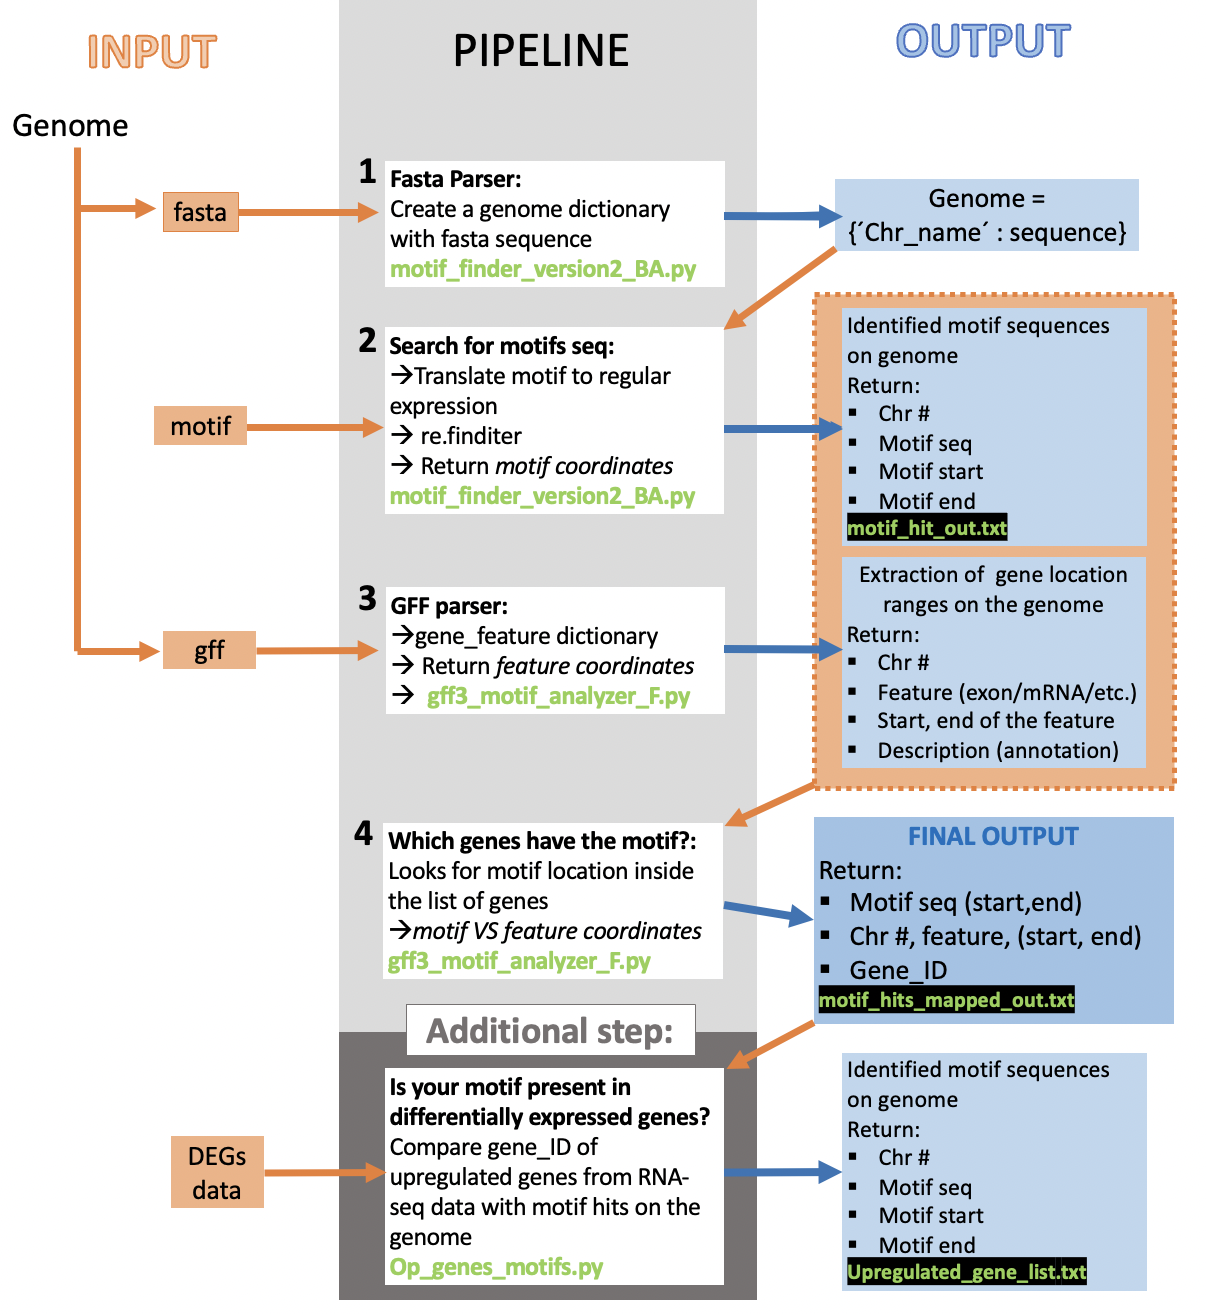 INPUT
PIPELINE
OUTPUT
Genome
fasta
1
Fasta Parser:
Create a genome dictionary
with fasta sequence
motif_finder_version2_BA.py
Genome =
{´Chr_name´ : sequence}
motif
2
Search for motifs seq:
→Translate motif to regular
expression
→ re.finditer
→ Return motif coordinates
motif_finder_version2_BA.py
Identified motif sequences
on genome
Return:
▪ Chr #
▪ Motif seq
▪ Motif start
▪ Motif end
motif_hit_out.txt
gff
3
GFF parser:
→gene_feature dictionary
→ Return feature coordinates
→ gff3_motif_analyzer_F.py
Extraction of gene location
ranges on the genome
Return:
▪ Chr #
▪ Feature (exon/mRNA/etc.)
▪ Start, end of the feature
▪ Description (annotation)
4
Which genes have the motif?:
Looks for motif location inside
the list of genes
→motif VS feature coordinates
gff3_motif_analyzer_F.py
FINAL OUTPUT
Return:
▪ Motif seq (start,end)
▪ Chr #, feature, (start, end)
▪ Gene_ID
motif_hits_mapped_out.txt
Additional step:
DEGs
data
Is your motif present in
differentially expressed genes?
Compare gene_ID of
upregulated genes from RNA-
seq data with motif hits on the
genome
Op_genes_motifs.py
Identified motif sequences
on genome
Return:
▪ Chr #
▪ Motif seq
▪ Motif start
▪ Motif end
Upregulated_gene_list.txt